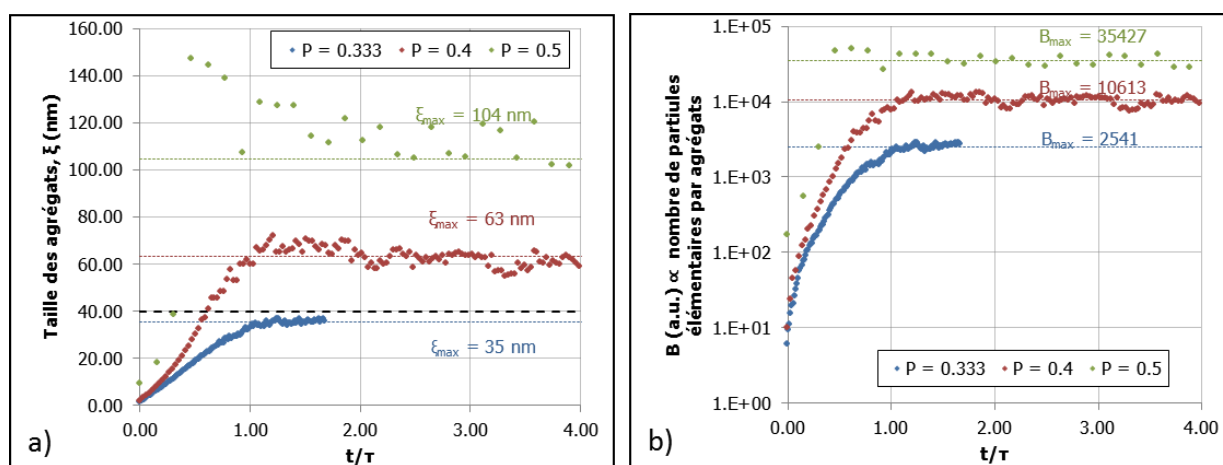 160.00
140.00
120.00
100.00
80.00
60.00
40.00
20.00
0.00
Taille des agrégats, ξ (nm)
P = 0.333 P = 0.4 P = 0.5
ξmax = 104 nm
ξmax = 63 nm
ξmax = 35 nm
0.00 1.00 2.00 3.00 4.00
t/τ
a)
1.E+05
1.E+04
1.E+03
1.E+02
1.E+01
1.E+00
B (a.u.) ∝ nombre de partiules
élémentaires par agrégats
Bmax = 35427
Bmax = 10613
Bmax = 2541
P = 0.333 P = 0.4 P = 0.5
0.00 1.00 2.00 3.00 4.00
t/τ
b)